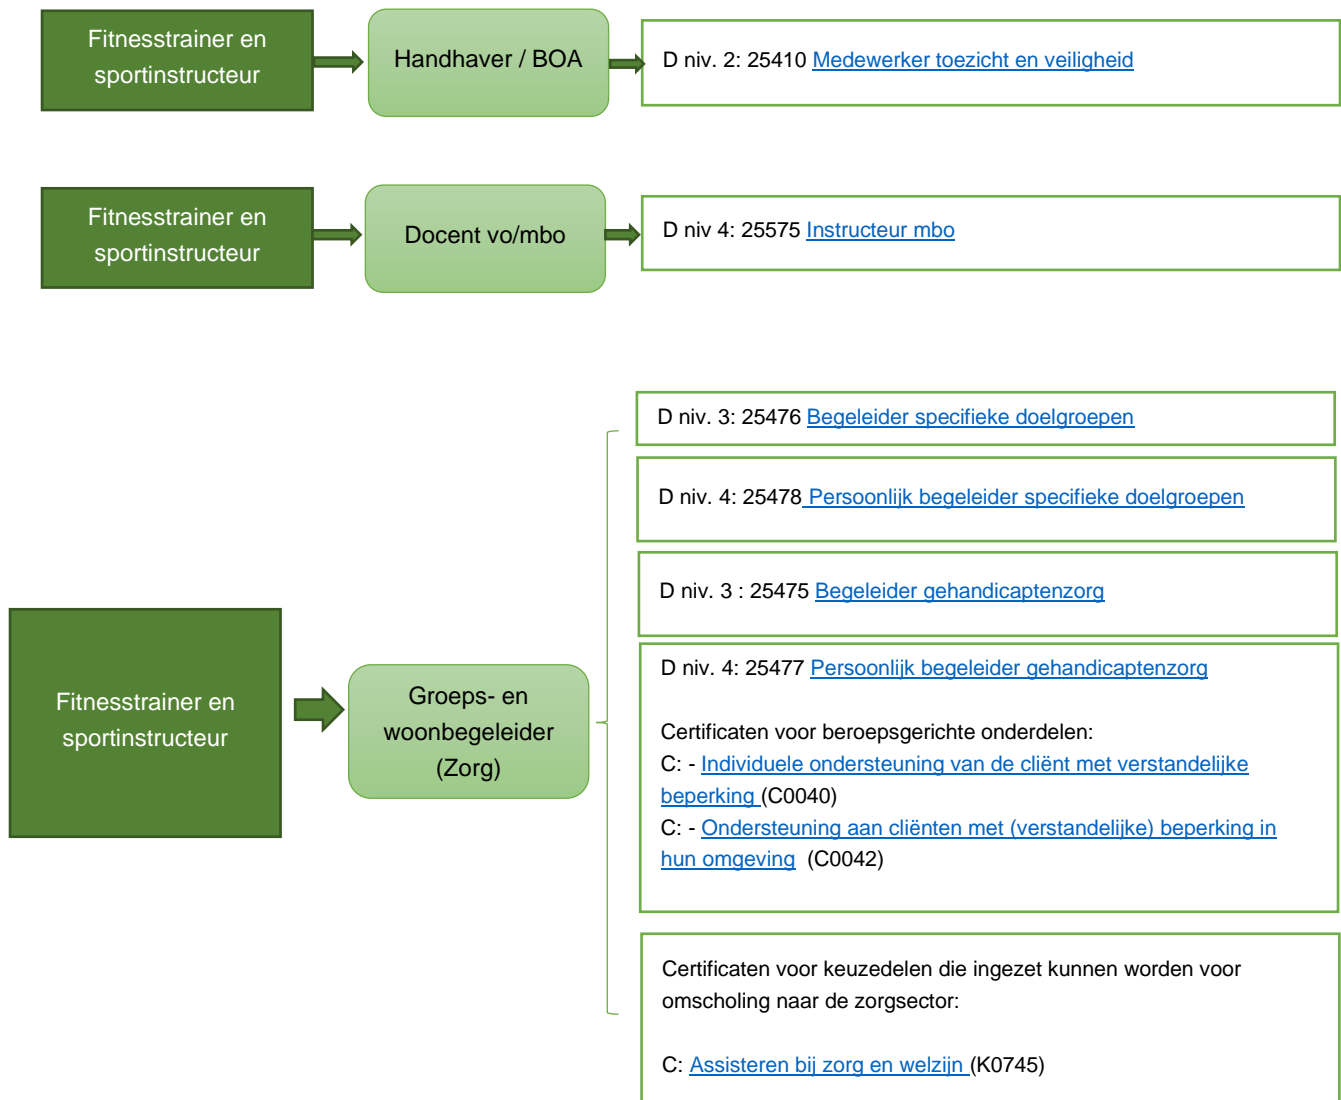 Fitnesstrainer en
sportinstructeur
Handhaver / BOA
D niv. 2: 25410 Medewerker toezicht en veiligheid
Fitnesstrainer en
sportinstructeur
Docent vo/mbo
D niv 4: 25575 Instructeur mbo
Fitnesstrainer en
sportinstructeur
Groeps- en
woonbegeleider
(Zorg)
D niv. 3: 25476 Begeleider specifieke doelgroepen
D niv. 4: 25478 Persoonlijk begeleider specifieke doelgroepen
D niv. 3 : 25475 Begeleider gehandicaptenzorg
D niv. 4: 25477 Persoonlijk begeleider gehandicaptenzorg
Certificaten voor beroepsgerichte onderdelen:
C: - Individuele ondersteuning van de cliënt met verstandelijke
beperking (C0040)
C: - Ondersteuning aan cliënten met (verstandelijke) beperking in
hun omgeving (C0042)
Certificaten voor keuzedelen die ingezet kunnen worden voor
omscholing naar de zorgsector:
C: Assisteren bij zorg en welzijn (K0745)